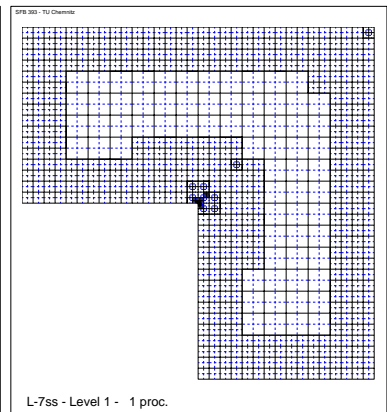 SFB 393 - TU Chemnitz
L-7ss - Level 1 - 1 proc.